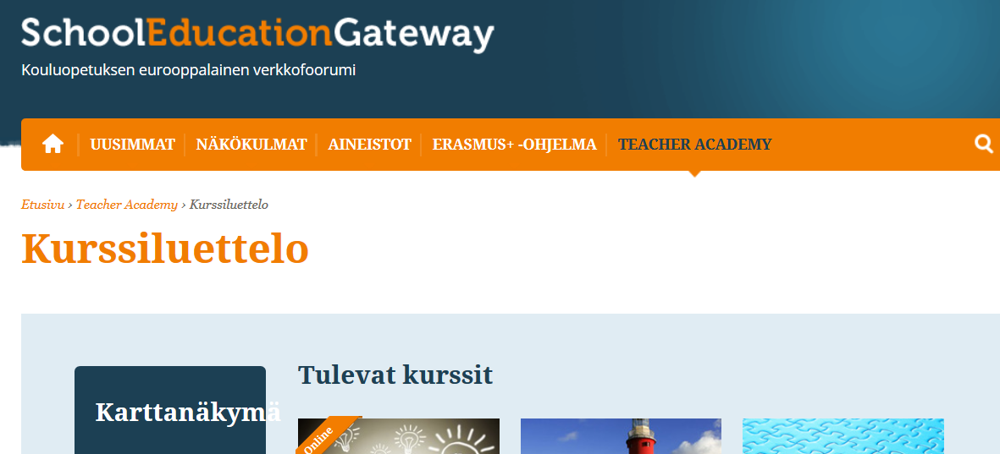 SchoolEducationGateway
Kouluopetuksen eurooppalainen verkkofoorumi
UUSIMMAT NÄKÖKULMAT AINEISTOT ERASMUS+ -OHJELMA TEACHER ACADEMY
Etusivu › Teacher Academy › Kurssiluettelo
Kurssiluettelo
Tulevat kurssit
Karttanäkymä
Online